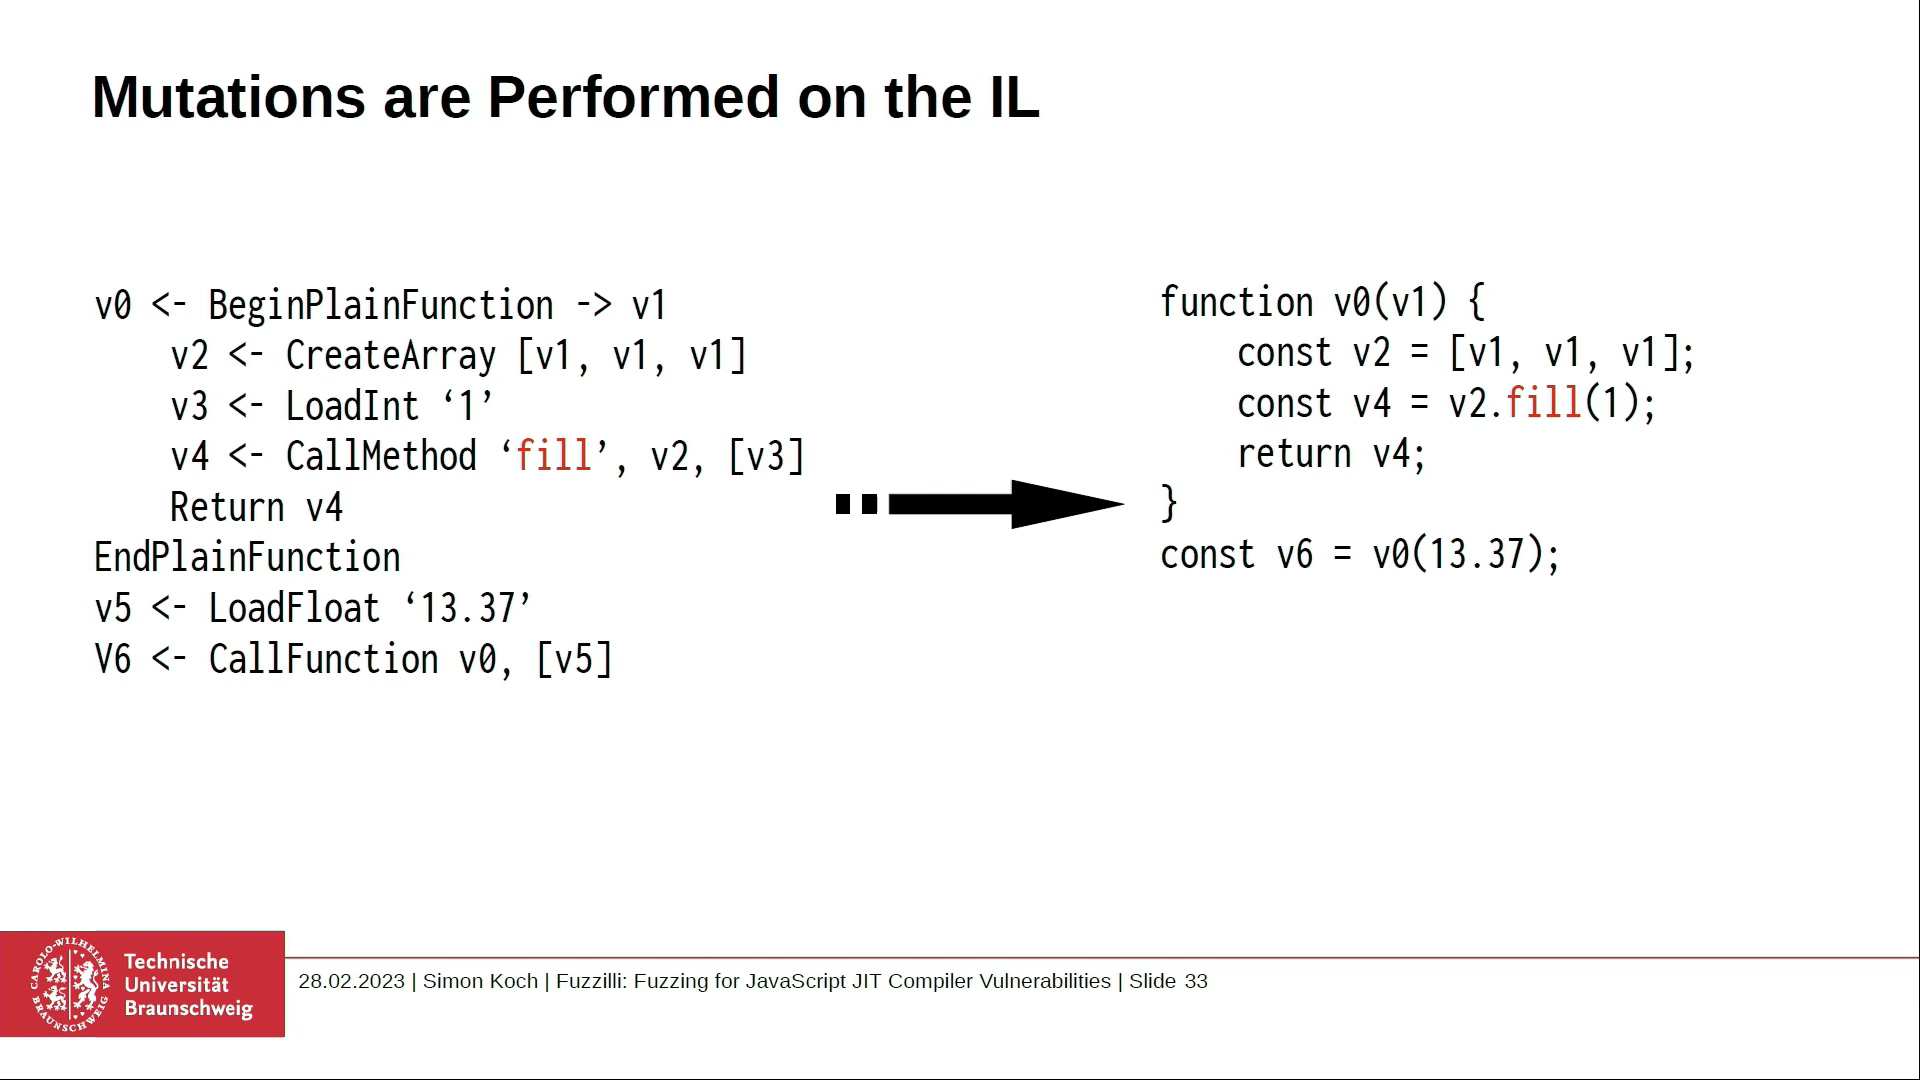 Mutations are Performed on the IL
v0 <- BeginPlainFunction -> v1
v2 <- CreateArray [v1, v1, v1]
v3 <- LoadInt ‘1’
v4 <- CallMethod ‘fill’, v2, [v3]
Return v4
EndPlainFunction
v5 <- LoadFloat ‘13.37’
V6 <- CallFunction v0, [v5]
function v0(v1) {
const v2 = [v1, v1, v1];
const v4 = v2.fill(1);
return v4;
}
const v6 = v0(13.37);
CAROLO-WILHELMINA
BRAUNSCHWEIG
Technische
Universität
Braunschweig
28.02.2023 | Simon Koch | Fuzzilli: Fuzzing for JavaScript JIT Compiler Vulnerabilities | Slide 33